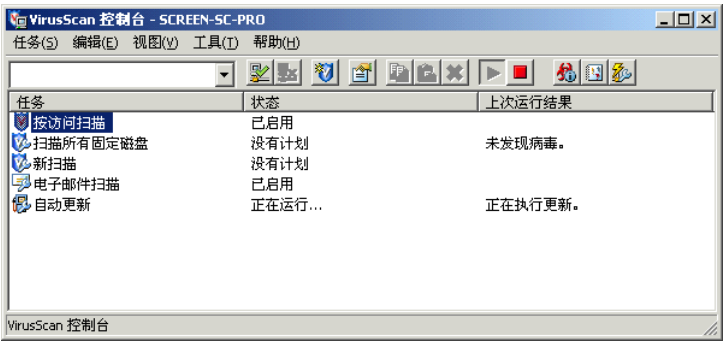 VirusScan 控制台 - SCREEN-SC-PRO
任务(S) 编辑(E) 视图(V) 工具(T) 帮助(H)
任务 状态 上次运行结果
按访问扫描 已启用
扫描所有固定磁盘 没有计划 未发现病毒。
新扫描 没有计划
电子邮件扫描 已启用
自动更新 正在运行... 正在执行更新。
VirusScan 控制台